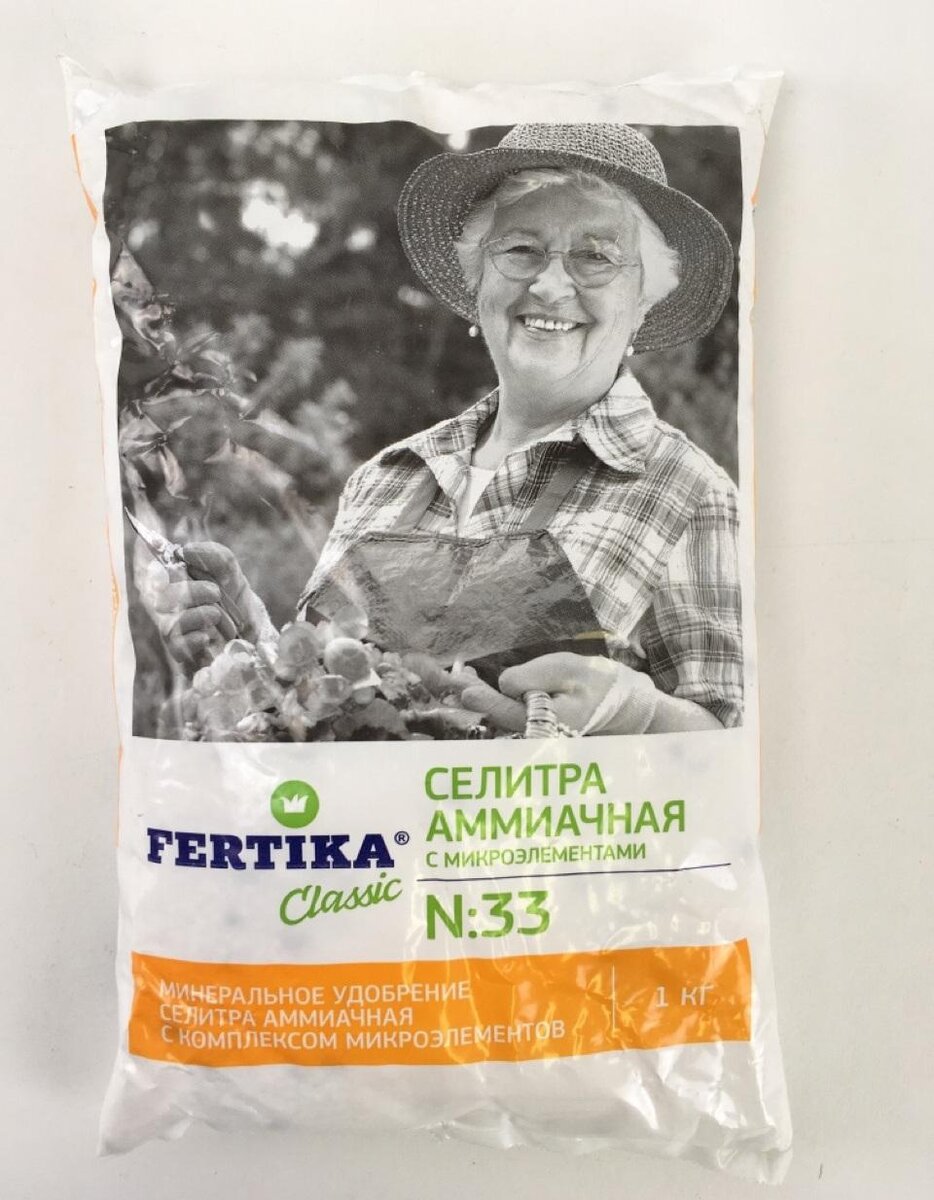 FERTIKA®
Classic
СЕЛИТРА
АММИАЧНАЯ
С МИКРОЭЛЕМЕНТАМИ
N:33
МИНЕРАЛЬНОЕ УДОБРЕНИЕ
СЕЛИТРА АММИАЧНАЯ
С КОМПЛЕКСОМ МИКРОЭЛЕМЕНТОВ
1 КГ